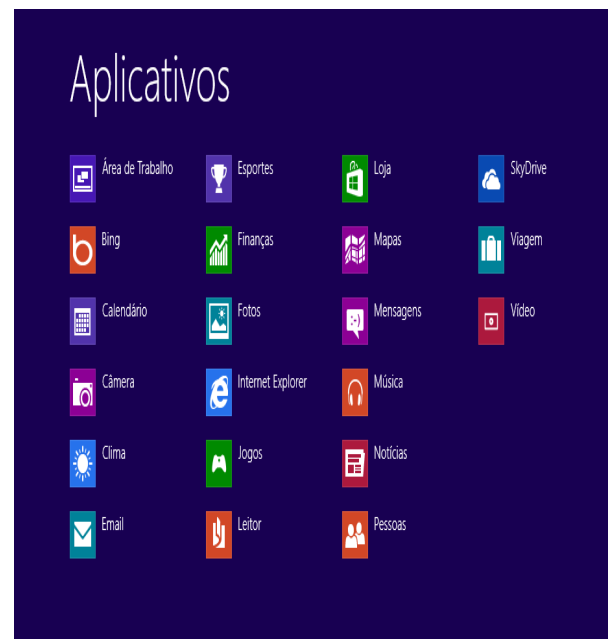 Aplicativos
Área de Trabalho
Bing
Calendário
Câmera
Clima
Email
Esportes
Finanças
Fotos
Internet Explorer
Jogos
Leitor
Loja
Mapas
Mensagens
Música
Notícias
Pessoas
SkyDrive
Viagem
Vídeo